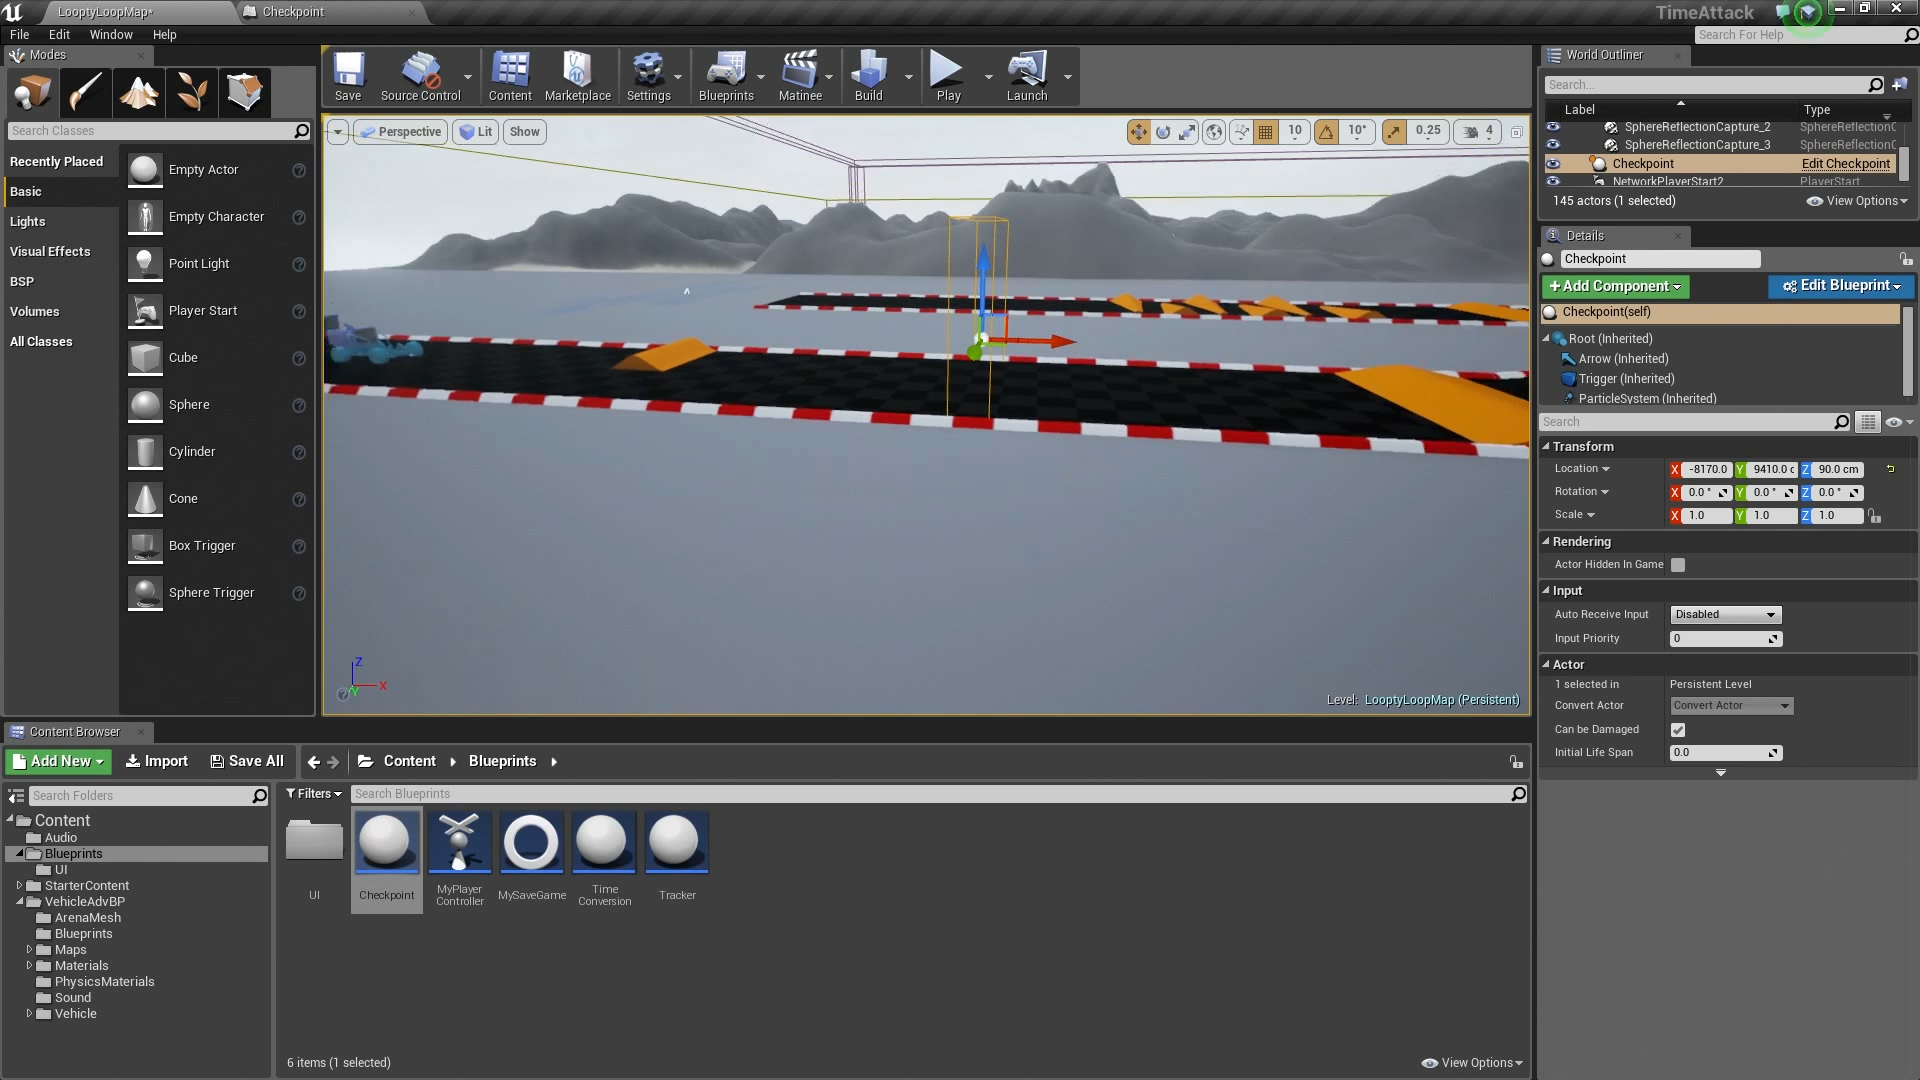 LooptyLoopMap*
Checkpoint
TimeAttack
File
Edit
Window
Help
Search For Help
Modes
Search Classes
Recently Placed
Basic
Lights
Visual Effects
BSP
Volumes
All Classes
Empty Actor
Empty Character
Point Light
Player Start
Cube
Sphere
Cylinder
Cone
Box Trigger
Sphere Trigger
Save
Source Control
Content
Marketplace
Settings
Blueprints
Matinee
Build
Play
Launch
Perspective
Lit
Show
10
10°
0.25
4
Z
X
Y
Level: LooptyLoopMap (Persistent)
World Outliner
Search...
Label
Type
SphereReflectionCapture_2
SphereReflectionC
SphereReflectionCapture_3
SphereReflectionC
Checkpoint
Edit Checkpoint
NetworkPlayerStart2
PlayerStart
145 actors (1 selected)
View Options
Details
Checkpoint
+Add Component
Edit Blueprint
Checkpoint(self)
Root (Inherited)
Arrow (Inherited)
Trigger (Inherited)
ParticleSystem (Inherited)
Search
Transform
Location X -8170.0 Y 9410.0 c Z 90.0 cm
Rotation X 0.0 ° Y 0.0 ° Z 0.0 °
Scale X 1.0 Y 1.0 Z 1.0
Rendering
Actor Hidden In Game
Input
Auto Receive Input Disabled
Input Priority 0
Actor
1 selected in Persistent Level
Convert Actor Convert Actor
Can be Damaged
Initial Life Span 0.0
Content Browser
Add New
Import
Save All
Content
Blueprints
Search Folders
Filters
Search Blueprints
Content
Audio
Blueprints
UI
StarterContent
VehicleAdvBP
ArenaMesh
Blueprints
Maps
Materials
PhysicsMaterials
Sound
Vehicle
UI
Checkpoint
MyPlayer
Controller
MySaveGame
Time
Conversion
Tracker
6 items (1 selected)
View Options